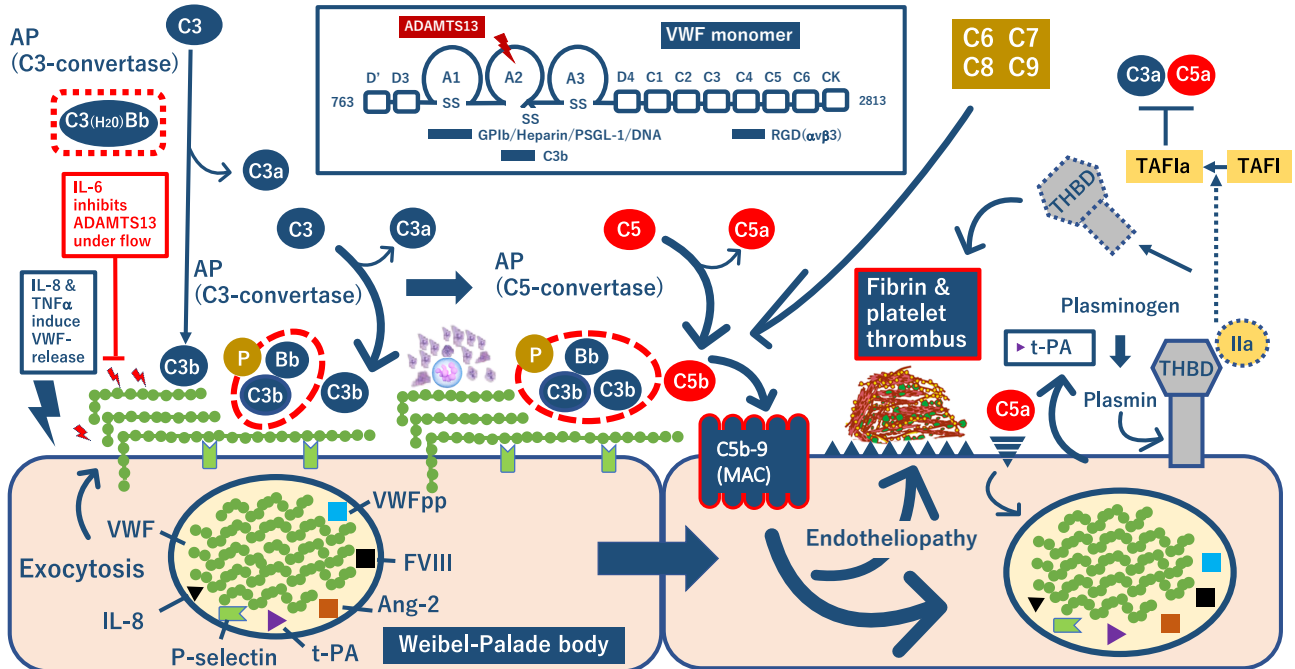 AP
(C3-convertase)
C3
C3(H20)Bb
C3a
IL-6
inhibits
ADAMTS13
under flow
IL-8 &
TNFα
induce
VWF-
release
C3b
ADAMTS13
VWF monomer
D' D3 A1 A2 A3 D4 C1 C2 C3 C4 C5 C6 CK
763
SS
SS
SS
2813
GPIb/Heparin/PSGL-1/DNA
RGD(αvβ3)
C3b
C6 C7
C8 C9
C3a C5a
TAFIa TAFI
THBD
C3
C3a
AP
(C3-convertase)
AP
(C5-convertase)
C5
C5a
P
Bb
C3b
C3b
P
Bb
C3b
C3b
C5b
C5b-9
(MAC)
Fibrin &
platelet
thrombus
Plasminogen
t-PA
Plasmin
IIa
THBD
C5a
VWF
Exocytosis
IL-8
P-selectin
t-PA
Ang-2
FVIII
VWFpp
Weibel-Palade body
Endotheliopathy